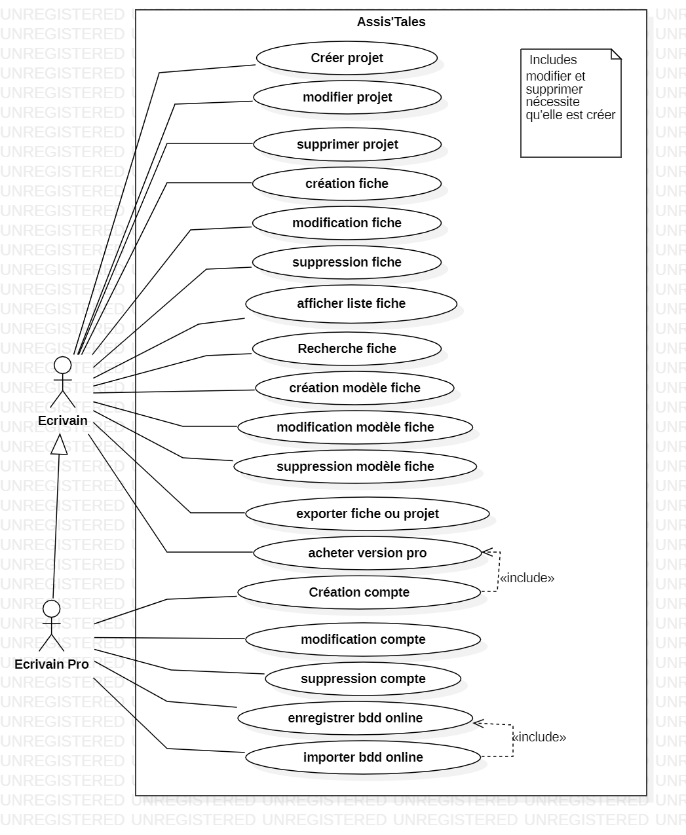 Assis'Tales
Créer projet
modifier projet
supprimer projet
création fiche
modification fiche
suppression fiche
afficher liste fiche
Recherche fiche
création modèle fiche
modification modèle fiche
suppression modèle fiche
exporter fiche ou projet
acheter version pro
Création compte
modification compte
suppression compte
enregistrer bdd online
importer bdd online
Includes
modifier et
supprimer
nécessite
qu'elle est créer
Ecrivain
Ecrivain Pro
«include»
«include»
UNREGISTERED